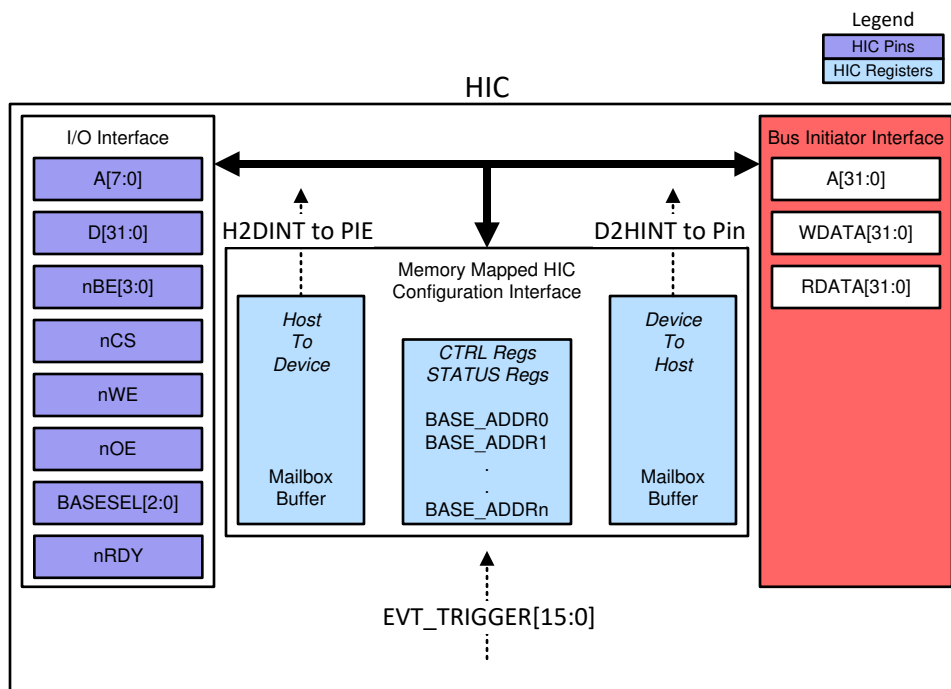 Legend
HIC Pins
HIC Registers
HIC
I/O Interface
A[7:0]
D[31:0]
nBE[3:0]
nCS
nWE
nOE
BASESEL[2:0]
nRDY
H2DINT to PIE
D2HINT to Pin
Memory Mapped HIC
Configuration Interface
Host
To
Device
Mailbox
Buffer
CTRL Regs
STATUS Regs
BASE_ADDR0
BASE_ADDR1
.
.
BASE_ADDRn
Device
To
Host
Mailbox
Buffer
EVT_TRIGGER[15:0]
Bus Initiator Interface
A[31:0]
WDATA[31:0]
RDATA[31:0]